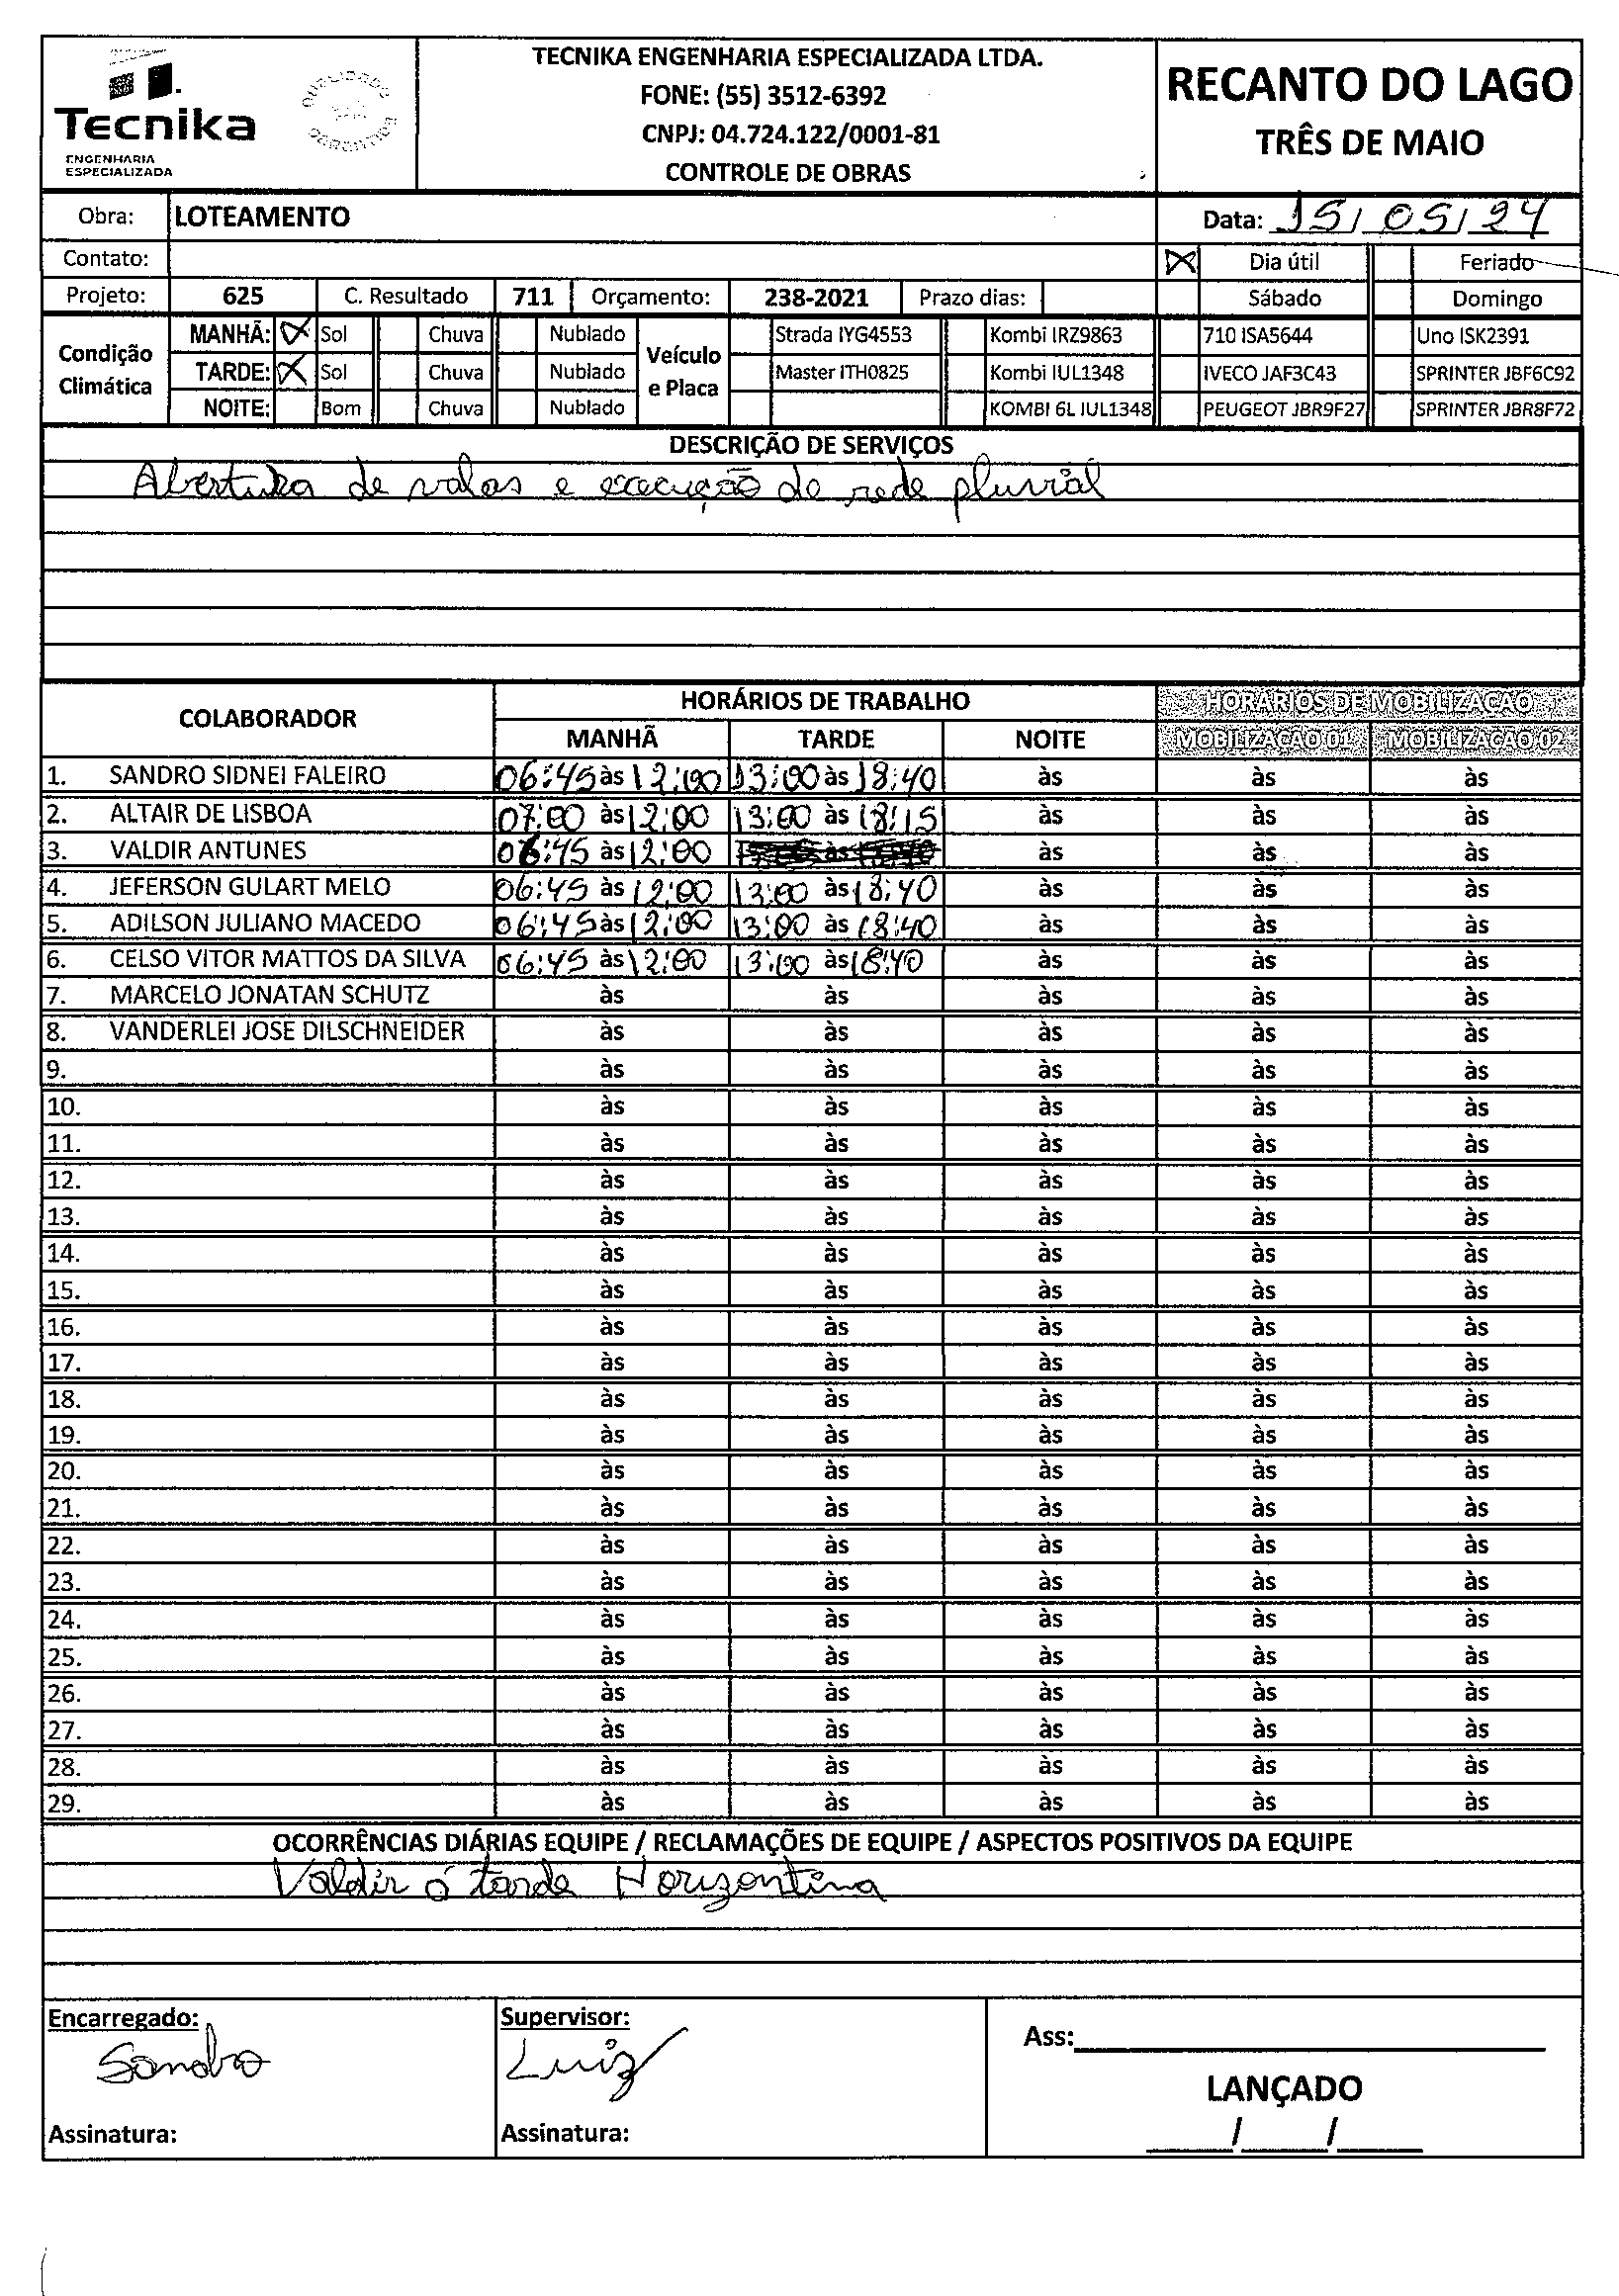 Tecnika
ENGENHARIA
ESPECIALIZADA
TECNIKA ENGENHARIA ESPECIALIZADA LTDA.
FONE: (55) 3512-6392
CNPJ: 04.724.122/0001-81
CONTROLE DE OBRAS
RECANTO DO LAGO
TRÊS DE MAIO
Obra: LOTEAMENTO Data: 15/05/24
Contato: Dia útil Feriado
Projeto: 625 C. Resultado 711 Orçamento: 238-2021 Prazo dias: Sábado Domingo
Condição Climática Veículo e Placa
MANHÃ: Sol Chuva Nublado Strada IYG4553 Kombi IRZ9863 710 ISA5644 Uno ISK2391
TARDE: Sol Chuva Nublado Master ITH0825 Kombi IUL1348 IVECO JAF3C43 SPRINTER JBF6C92
NOITE: Bom Chuva Nublado KOMBI 6L IUL1348 PEUGEOT JBR9F27 SPRINTER JBR8F72
DESCRIÇÃO DE SERVIÇOS
Abertura de valas e execução de rede pluvial
COLABORADOR HORÁRIOS DE TRABALHO HORÁRIOS DE MOBILIZAÇÃO
MANHÃ TARDE NOITE MOBILIZAÇÃO 01 MOBILIZAÇÃO 02
1. SANDRO SIDNEI FALEIRO 06:45 às 12:00 13:00 às 18:40 às às às
2. ALTAIR DE LISBOA 07:00 às 12:00 13:00 às 18:15 às às às
3. VALDIR ANTUNES 06:45 às 12:00 às às às
4. JEFERSON GULART MELO 06:45 às 12:00 13:00 às 18:40 às às às
5. ADILSON JULIANO MACEDO 06:45 às 12:00 13:00 às 18:40 às às às
6. CELSO VITOR MATTOS DA SILVA 06:45 às 12:00 13:00 às 18:40 às às às
7. MARCELO JONATAN SCHUTZ às às às às às
8. VANDERLEI JOSE DILSCHNEIDER às às às às às
9. às às às às às
10. às às às às às
11. às às às às às
12. às às às às às
13. às às às às às
14. às às às às às
15. às às às às às
16. às às às às às
17. às às às às às
18. às às às às às
19. às às às às às
20. às às às às às
21. às às às às às
22. às às às às às
23. às às às às às
24. às às às às às
25. às às às às às
26. às às às às às
27. às às às às às
28. às às às às às
29. às às às às às
OCORRÊNCIAS DIÁRIAS EQUIPE / RECLAMAÇÕES DE EQUIPE / ASPECTOS POSITIVOS DA EQUIPE
Valdir á tarde Horizontina
Encarregado: Supervisor: Ass:
Sandro Luiz
LANÇADO
Assinatura: Assinatura: / /